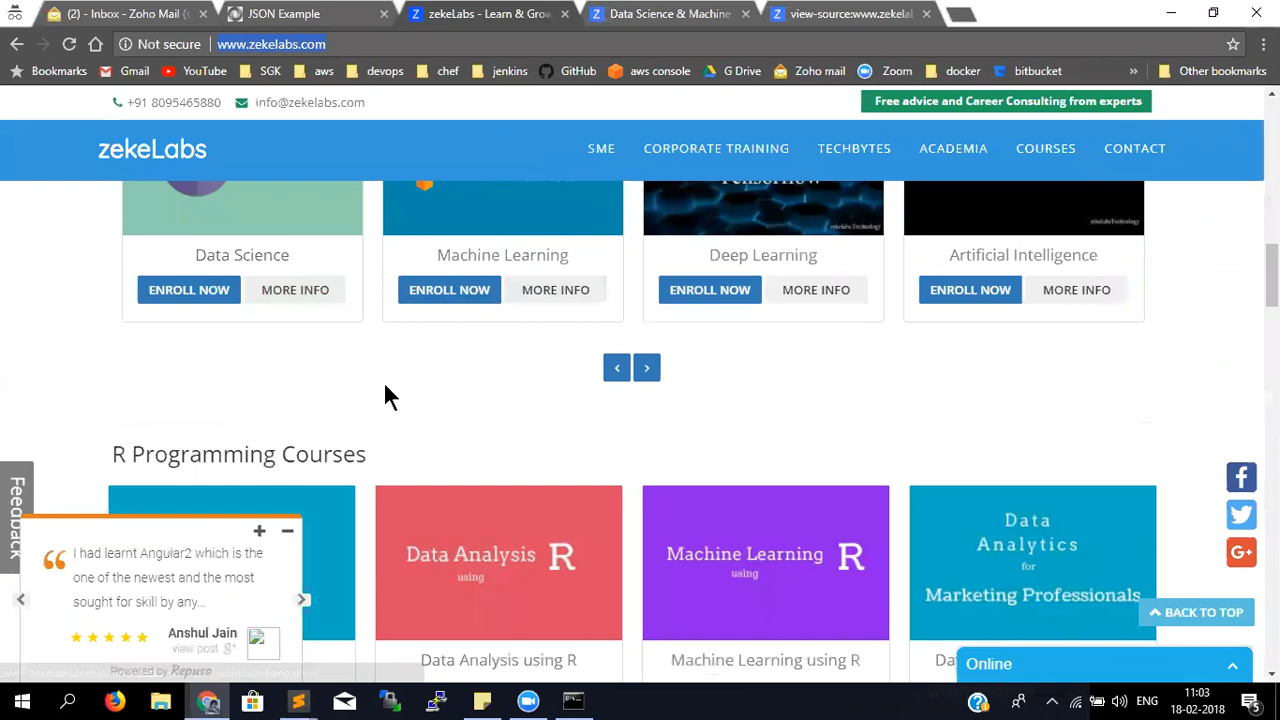 (2) - Inbox - Zoho Mail (s
JSON Example
zekeLabs - Learn & Grow
Data Science & Machine
view-source:www.zekelab
Not secure
www.zekelabs.com
Bookmarks
Gmail
YouTube
SGK
aws
devops
chef
jenkins
GitHub
aws console
G Drive
Zoho mail
Zoom
docker
bitbucket
»
Other bookmarks
+91 8095465880
info@zekelabs.com
Free advice and Career Consulting from experts
zekeLabs
SME
CORPORATE TRAINING
TECHBYTES
ACADEMIA
COURSES
CONTACT
Data Science
Machine Learning
Deep Learning
Artificial Intelligence
ENROLL NOW
MORE INFO
ENROLL NOW
MORE INFO
ENROLL NOW
MORE INFO
ENROLL NOW
MORE INFO
R Programming Courses
Feedback
Data Analysis R
using
Machine Learning R
using
Data
Analytics
for
Marketing Professionals
I had learnt Angular2 which is the
one of the newest and the most
sought for skill by any...
Anshul Jain
view post
Powered by Repuso
BACK TO TOP
Data Analysis using R
Machine Learning using R
Online
ENG
11:03
18-02-2018
5